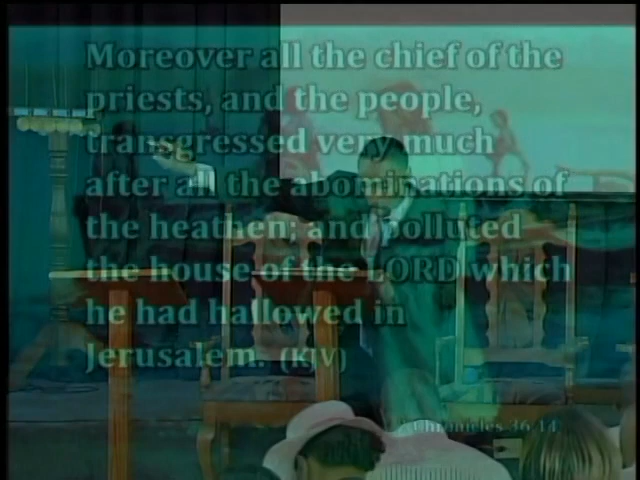 Moreover all the chief of the
priests, and the people,
transgressed very much
after all the abominations of
the heathen; and polluted
the house of the LORD which
he had hallowed in
Jerusalem. (KJV)
Chronicles 36:14